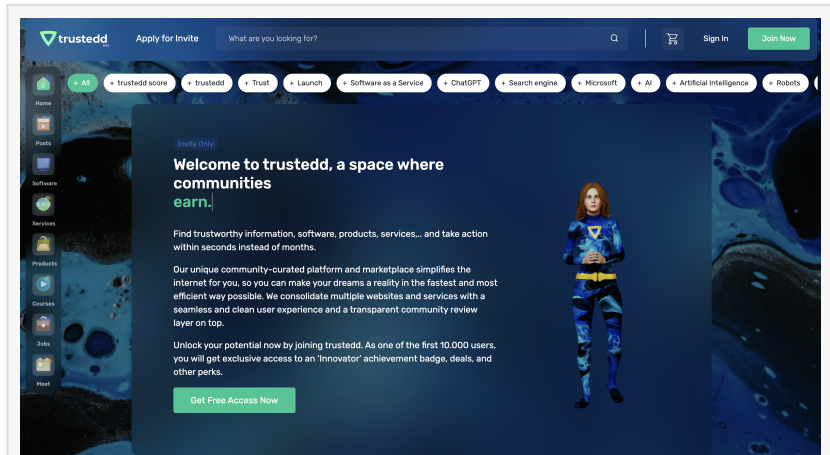 trustedd
Apply for Invite
What are you looking for?
Sign In
Join Now
+ All
+ trustedd score
+ trustedd
+ Trust
+ Launch
+ Software as a Service
+ ChatGPT
+ Search engine
+ Microsoft
+ AI
+ Artificial Intelligence
+ Robots
Home
Posts
Software
Services
Products
Courses
Jobs
Meet
Invite Only
Welcome to trustedd, a space where
communities
earn.
Find trustworthy information, software, products, services,.. and take action
within seconds instead of months.
Our unique community-curated platform and marketplace simplifies the
internet for you, so you can make your dreams a reality in the fastest and most
efficient way possible. We consolidate multiple websites and services with a
seamless and clean user experience and a transparent community review
layer on top.
Unlock your potential now by joining trustedd. As one of the first 10.000 users,
you will get exclusive access to an ‘Innovator’ achievement badge, deals, and
other perks.
Get Free Access Now